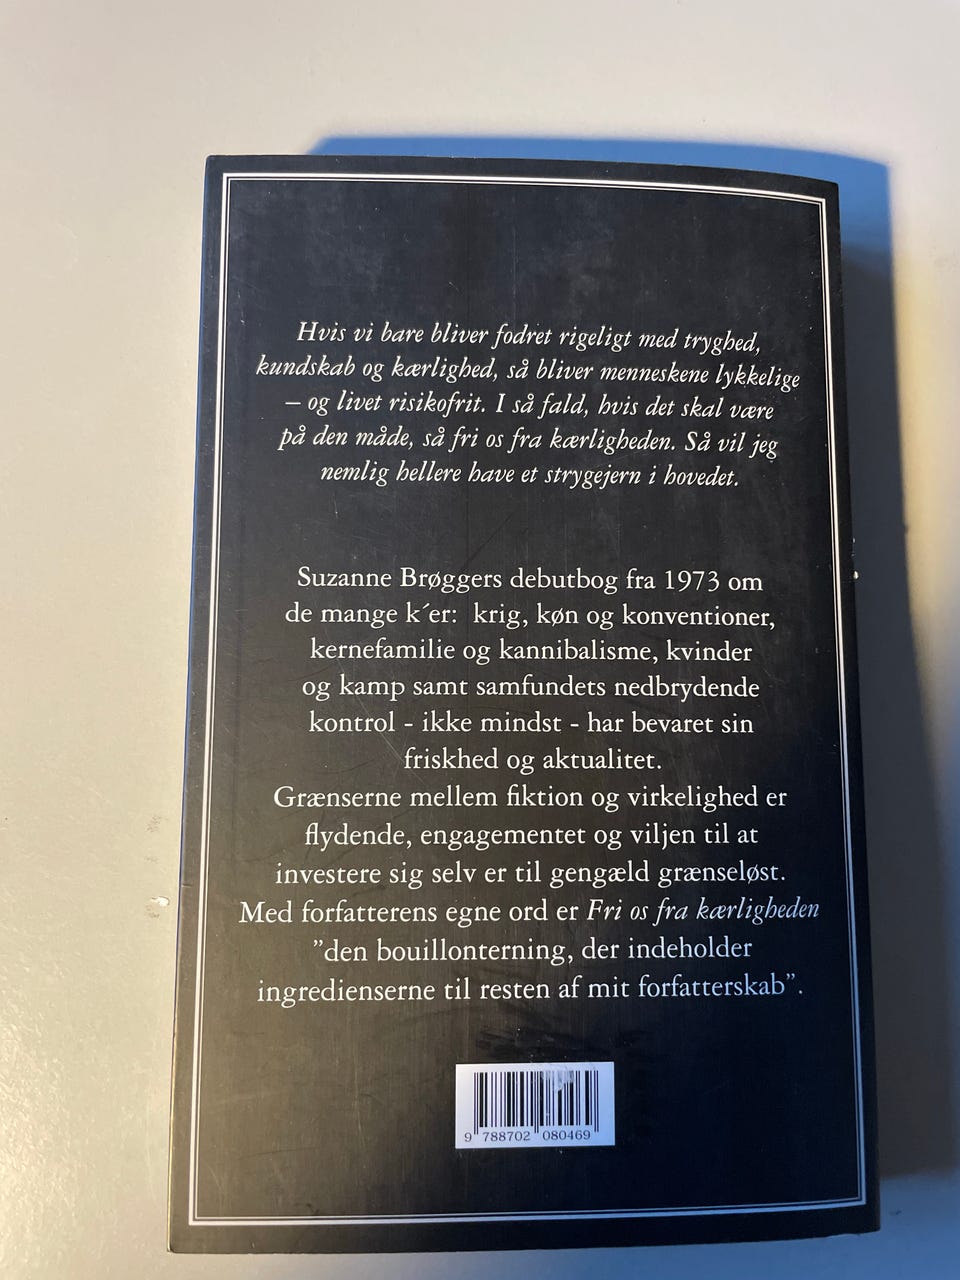 Hvis vi bare bliver fodret rigeligt med tryghed,
kundskab og kærlighed, så bliver menneskene lykkelige
– og livet risikofrit. I så fald, hvis det skal være
på den måde, så fri os fra kærligheden. Så vil jeg
nemlig hellere have et strygejern i hovedet.
Suzanne Brøggers debutbog fra 1973 om
de mange k´er: krig, køn og konventioner,
kernefamilie og kannibalisme, kvinder
og kamp samt samfundets nedbrydende
kontrol - ikke mindst - har bevaret sin
friskhed og aktualitet.
Grænserne mellem fiktion og virkelighed er
flydende, engagementet og viljen til at
investere sig selv er til gengæld grænseløst.
Med forfatterens egne ord er Fri os fra kærligheden
”den bouillonterning, der indeholder
ingredienserne til resten af mit forfatterskab”.
9 788702 080469